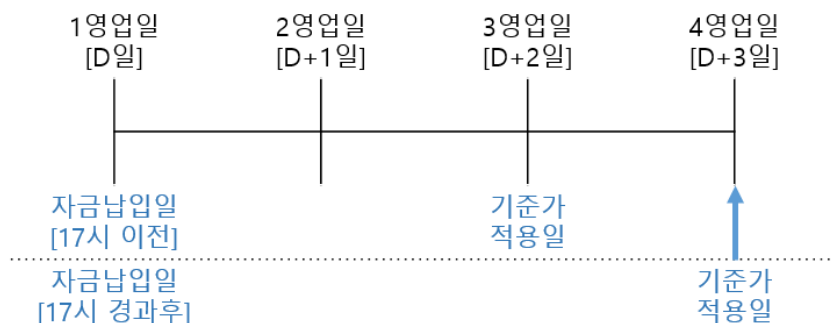 1영업일 2영업일 3영업일 4영업일
[D일] [D+1일] [D+2일] [D+3일]
자금납입일 기준가
[17시 이전] 적용일
자금납입일 기준가
[17시 경과후] 적용일